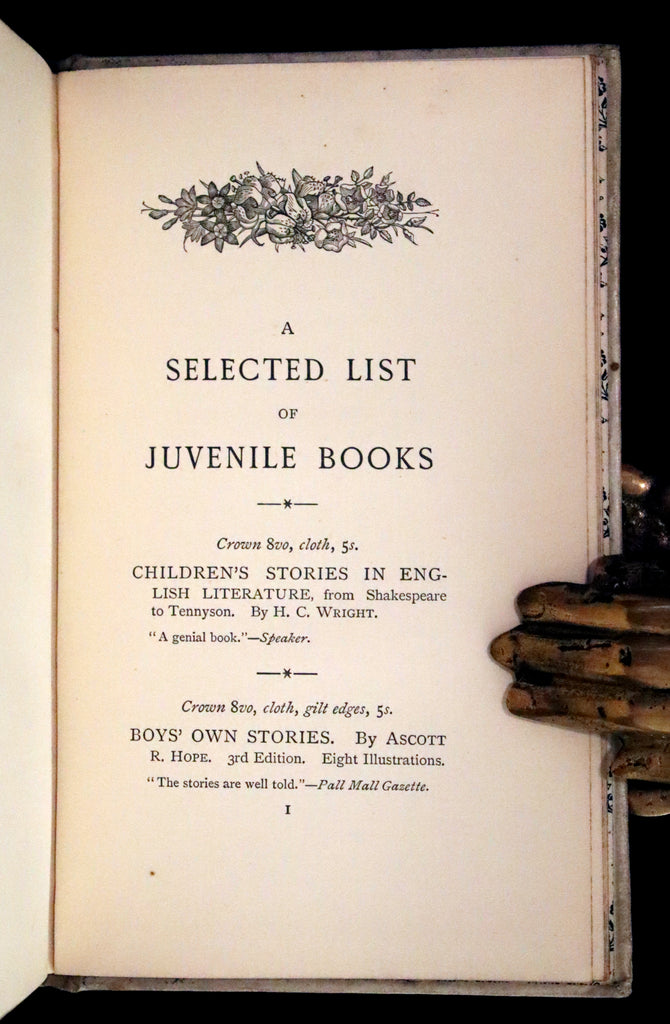 A
SELECTED LIST
OF
JUVENILE BOOKS
Crown 8vo, cloth, 5s.
CHILDREN'S STORIES IN ENG-
LISH LITERATURE, from Shakespeare
to Tennyson. By H. C. WRIGHT.
"A genial book."—Speaker.
Crown 8vo, cloth, gilt edges, 5s.
BOYS' OWN STORIES. By ASCOTT
R. HOPE. 3rd Edition. Eight Illustrations.
"The stories are well told."—Pall Mall Gazette.
I